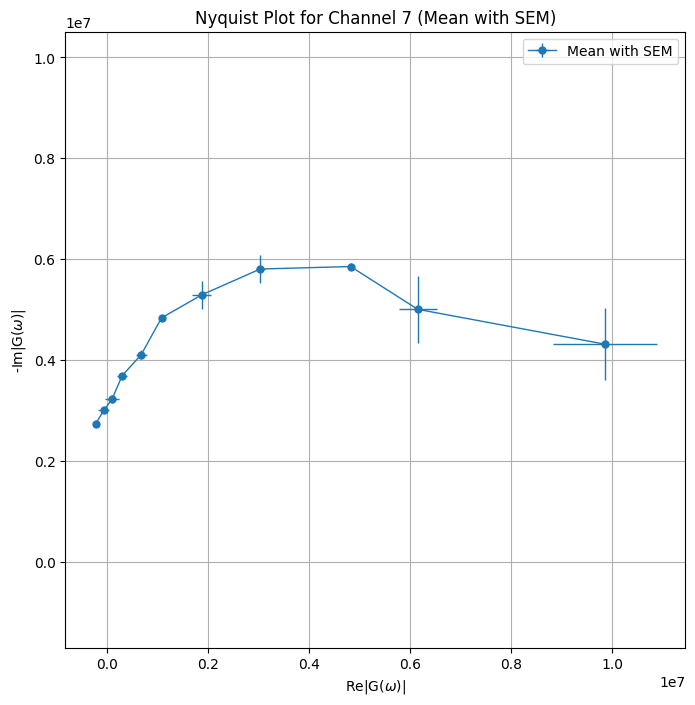 Nyquist Plot for Channel 7 (Mean with SEM)
1e7
Mean with SEM
1.0
0.8
0.6
0.4
0.2
0.0
-Im|G(ω)|
0.0 0.2 0.4 0.6 0.8 1.0
1e7
Re|G(ω)|